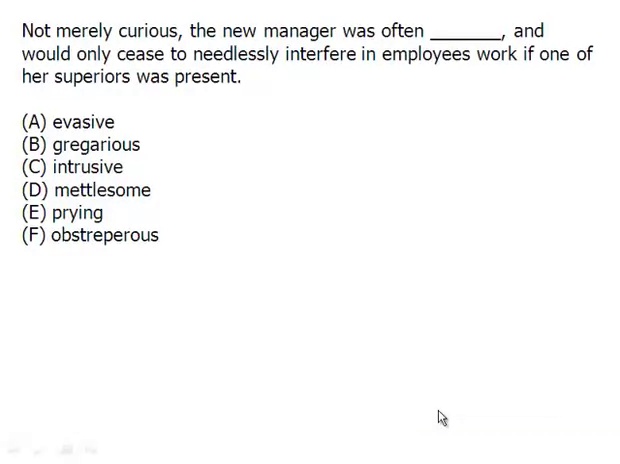 Not merely curious, the new manager was often _______, and
would only cease to needlessly interfere in employees work if one of
her superiors was present.
(A) evasive
(B) gregarious
(C) intrusive
(D) mettlesome
(E) prying
(F) obstreperous